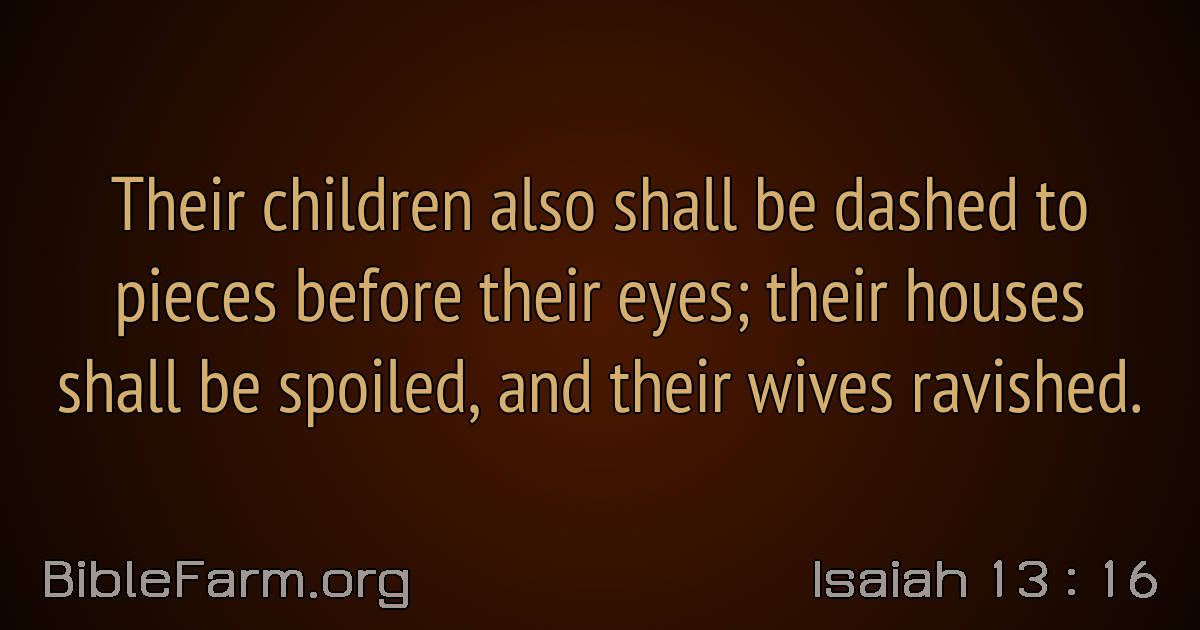 Their children also shall be dashed to
pieces before their eyes; their houses
shall be spoiled, and their wives ravished.
BibleFarm.org
Isaiah 13 : 16